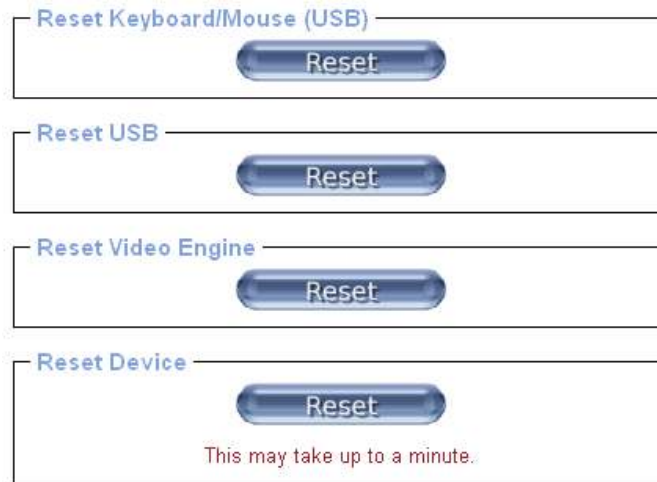 Reset Keyboard/Mouse (USB)
Reset
Reset USB
Reset
Reset Video Engine
Reset
Reset Device
Reset
This may take up to a minute.